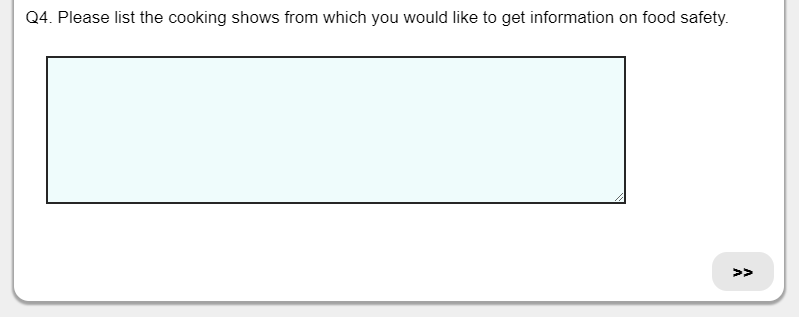 Q4. Please list the cooking shows from which you would like to get information on food safety.
>>